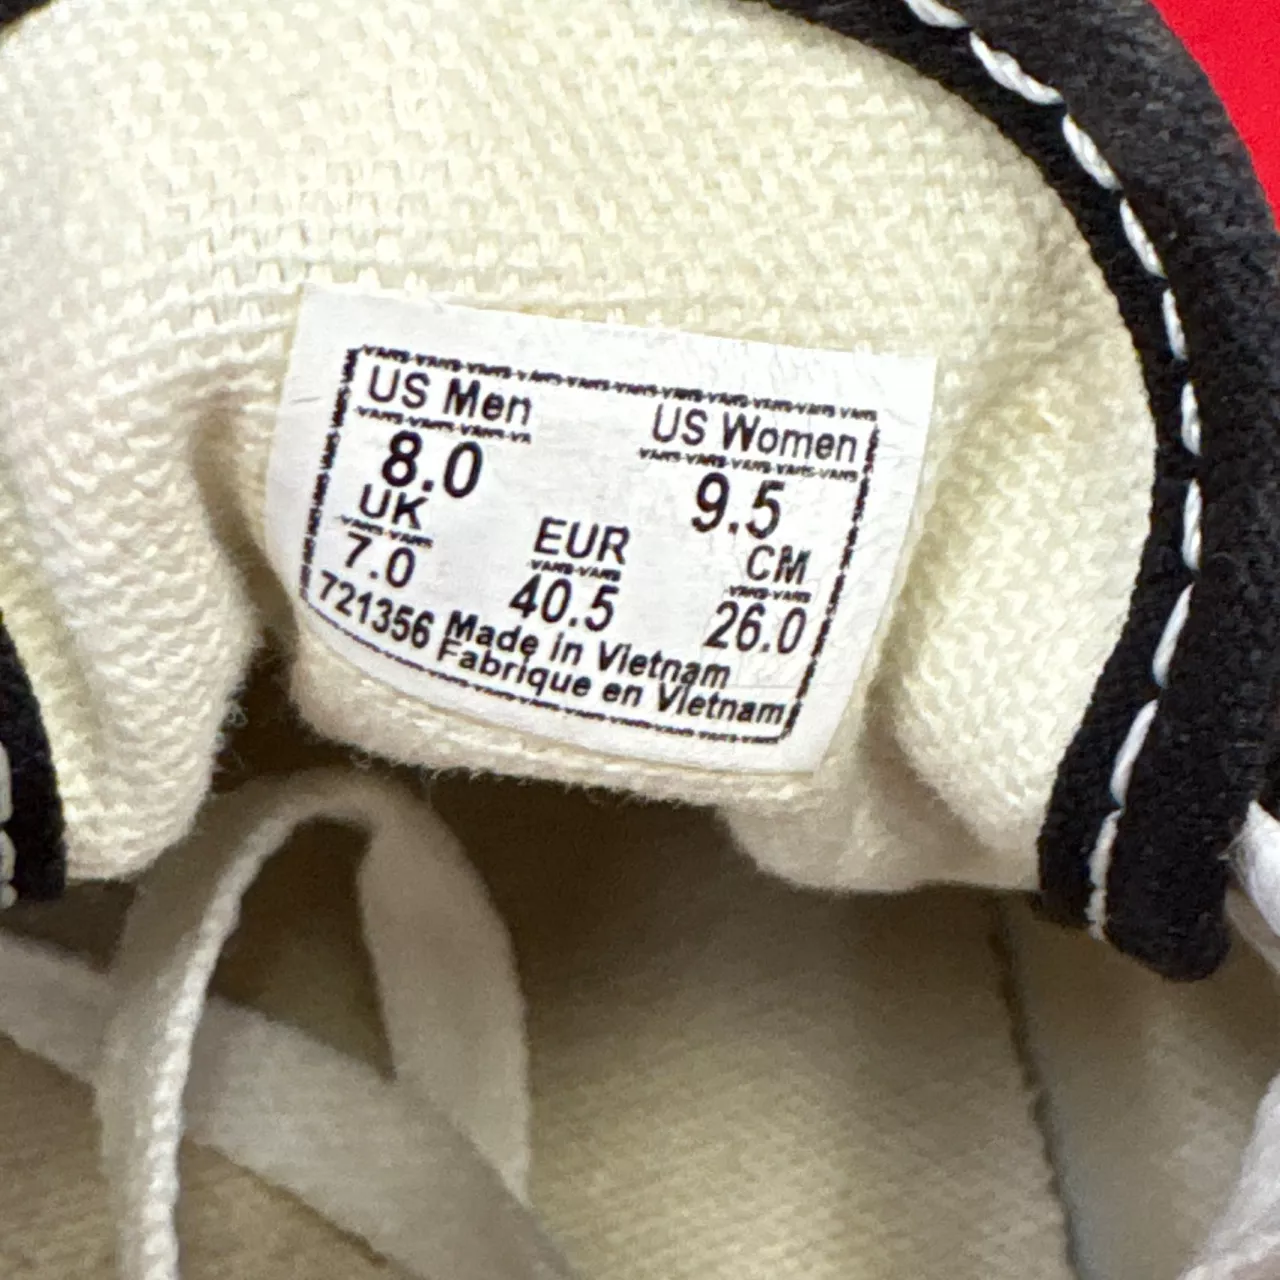 US Men US Women
8.0 9.5
UK EUR CM
7.0 40.5 26.0
721356 Made in Vietnam
Fabrique en Vietnam